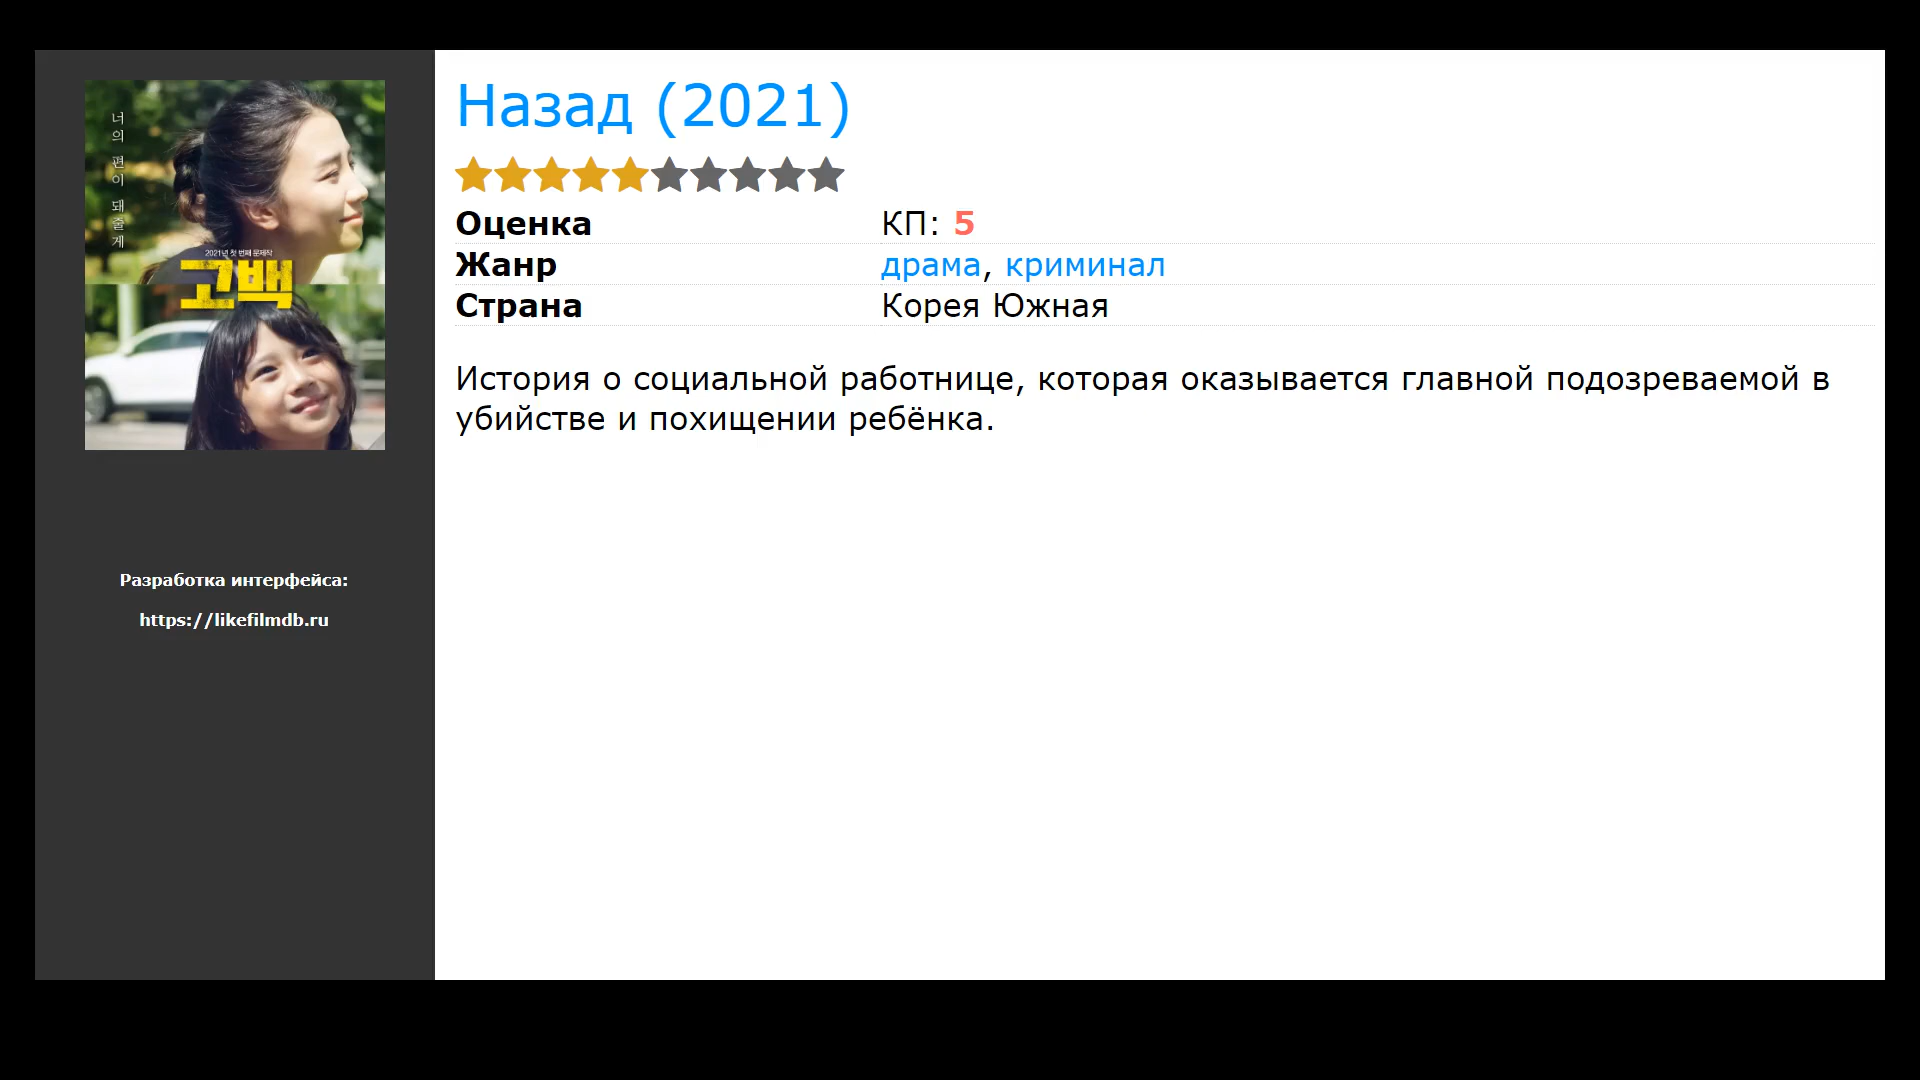 너의 편이 돼줄게
2021년 첫 번째 문제작
고백
Разработка интерфейса:
https://likefilmdb.ru
Назад (2021)
Оценка КП: 5
Жанр драма, криминал
Страна Корея Южная
История о социальной работнице, которая оказывается главной подозреваемой в
убийстве и похищении ребёнка.